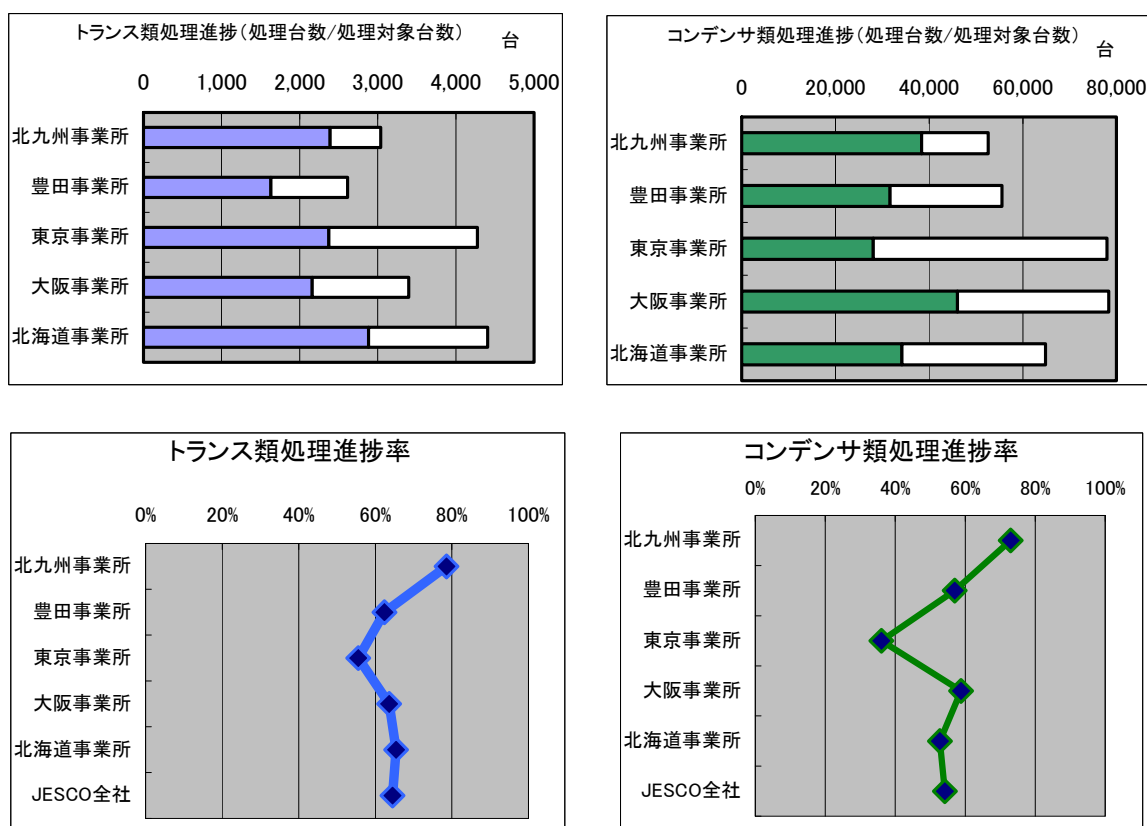 トランス類処理進捗(処理台数/処理対象台数)
台
0 1,000 2,000 3,000 4,000 5,000
北九州事業所
豊田事業所
東京事業所
大阪事業所
北海道事業所
コンデンサ類処理進捗(処理台数/処理対象台数)
台
0 20,000 40,000 60,000 80,000
北九州事業所
豊田事業所
東京事業所
大阪事業所
北海道事業所
トランス類処理進捗率
0% 20% 40% 60% 80% 100%
北九州事業所
豊田事業所
東京事業所
大阪事業所
北海道事業所
JESCO全社
コンデンサ類処理進捗率
0% 20% 40% 60% 80% 100%
北九州事業所
豊田事業所
東京事業所
大阪事業所
北海道事業所
JESCO全社